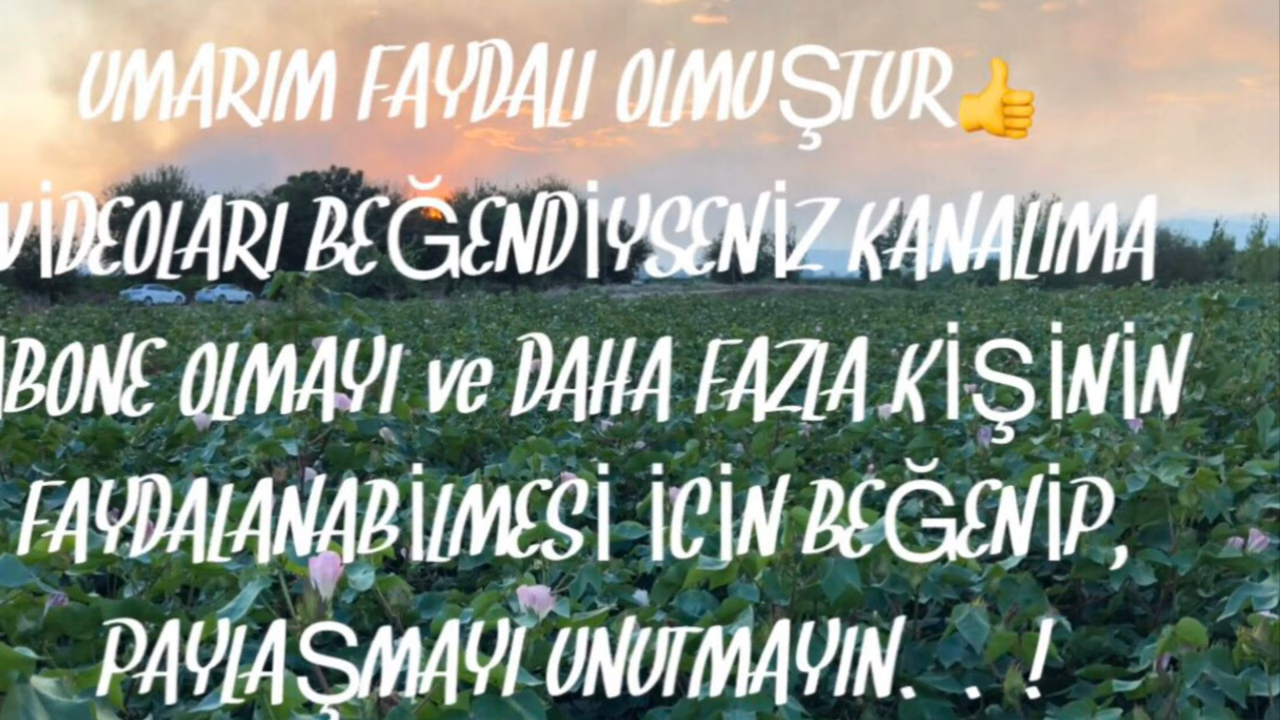 UMARIM FAYDALI OLMUŞTUR👍
VİDEOLARI BEĞENDİYSENİZ KANALIMA
ABONE OLMAYI ve DAHA FAZLA KİŞİNİN
FAYDALANABİLMESİ İCİN BEĞENİP,
PAYLAŞMAYI UNUTMAYIN. . !